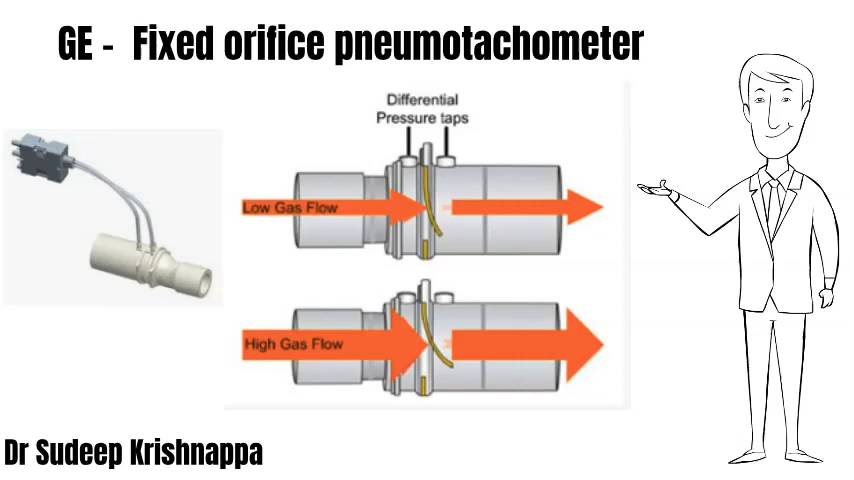 GE - Fixed orifice pneumotachometer
Differential
Pressure taps
Low Gas Flow
High Gas Flow
Dr Sudeep Krishnappa